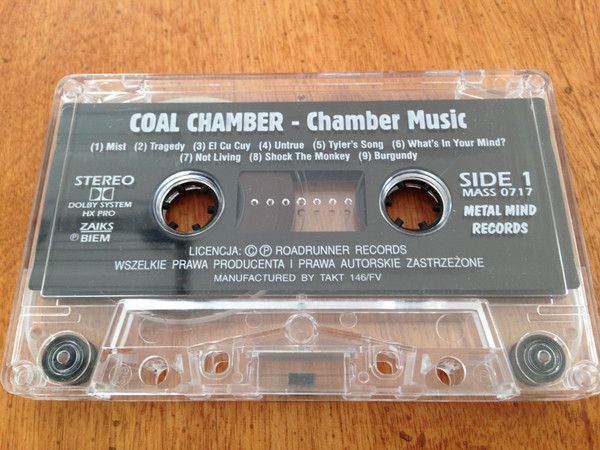 COAL CHAMBER - Chamber Music
(1) Mist (2) Tragedy (3) El Cu Cuy (4) Untrue (5) Tyler's Song (6) What's In Your Mind?
(7) Not Living (8) Shock The Monkey (9) Burgundy
STEREO
DOLBY SYSTEM
HX PRO
ZAIKS
Ⓟ BIEM
SIDE 1
MASS 0717
METAL MIND
RECORDS
LICENCJA: Ⓒ Ⓟ ROADRUNNER RECORDS
WSZELKIE PRAWA PRODUCENTA I PRAWA AUTORSKIE ZASTRZEŻONE
MANUFACTURED BY TAKT 146/FV